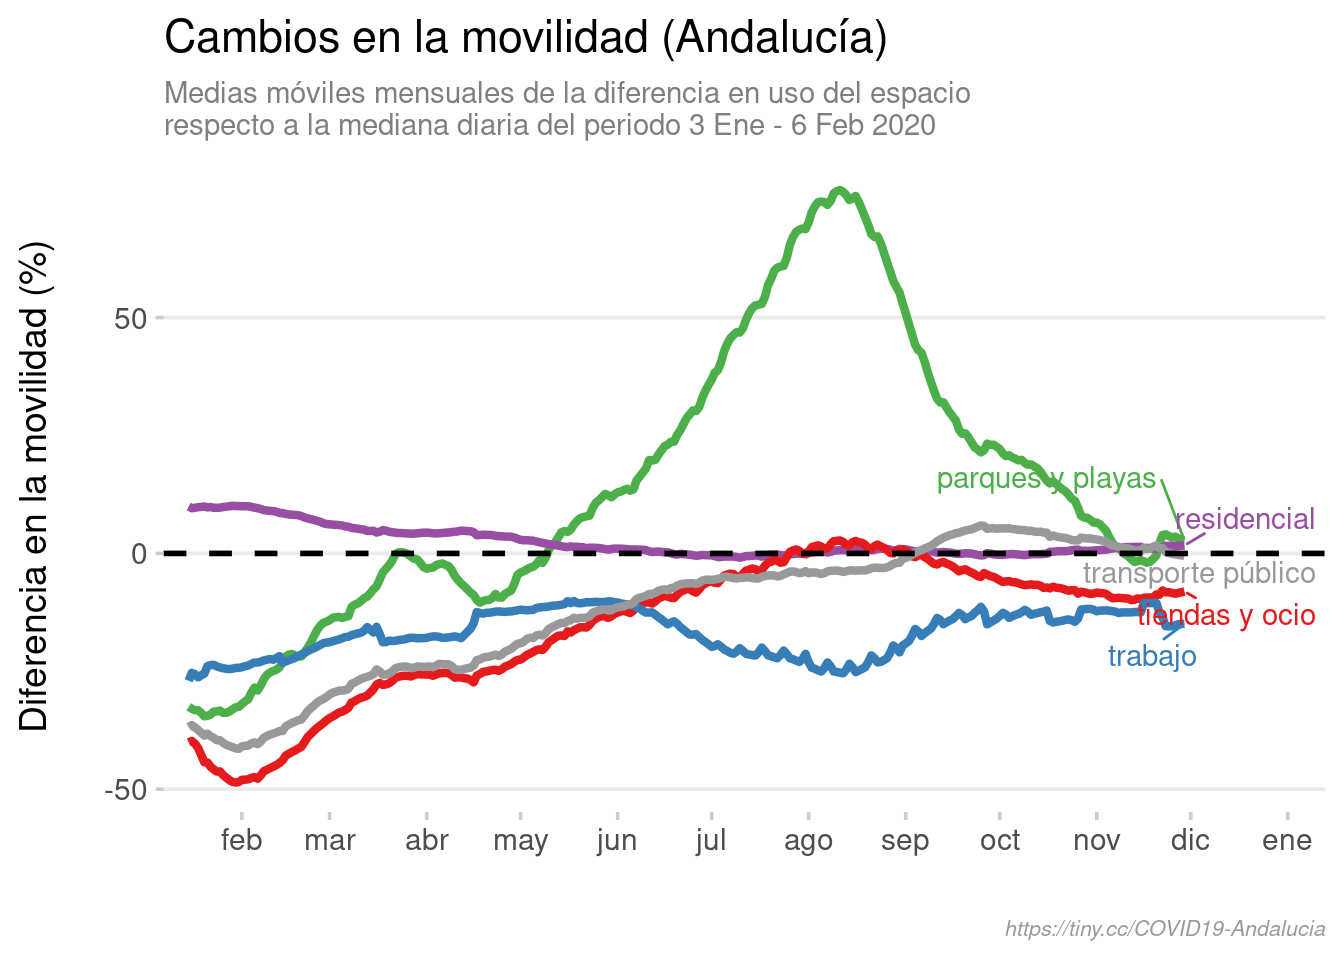 Cambios en la movilidad (Andalucía)
Medias móviles mensuales de la diferencia en uso del espacio
respecto a la mediana diaria del periodo 3 Ene - 6 Feb 2020
Diferencia en la movilidad (%)
50
0
-50
parques y playas
residencial
transporte público
tiendas y ocio
trabajo
feb mar abr may jun jul ago sep oct nov dic ene
https://tiny.cc/COVID19-Andalucia